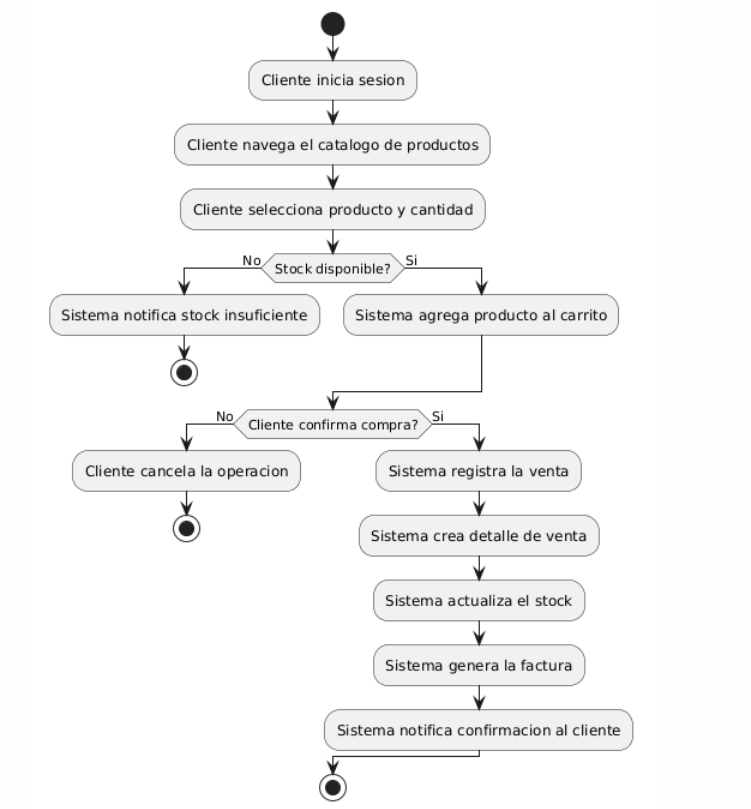 Cliente inicia sesion
Cliente navega el catalogo de productos
Cliente selecciona producto y cantidad
No
Stock disponible?
Si
Sistema notifica stock insuficiente
Sistema agrega producto al carrito
No
Cliente confirma compra?
Si
Cliente cancela la operacion
Sistema registra la venta
Sistema crea detalle de venta
Sistema actualiza el stock
Sistema genera la factura
Sistema notifica confirmacion al cliente